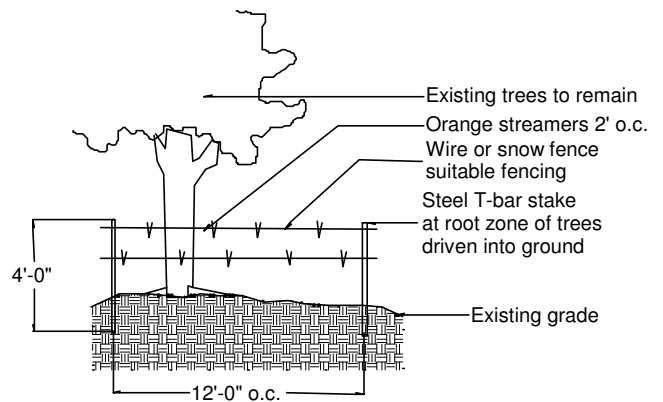 Existing trees to remain
Orange streamers 2' o.c.
Wire or snow fence
suitable fencing
Steel T-bar stake
at root zone of trees
driven into ground
4'-0"
Existing grade
12'-0" o.c.